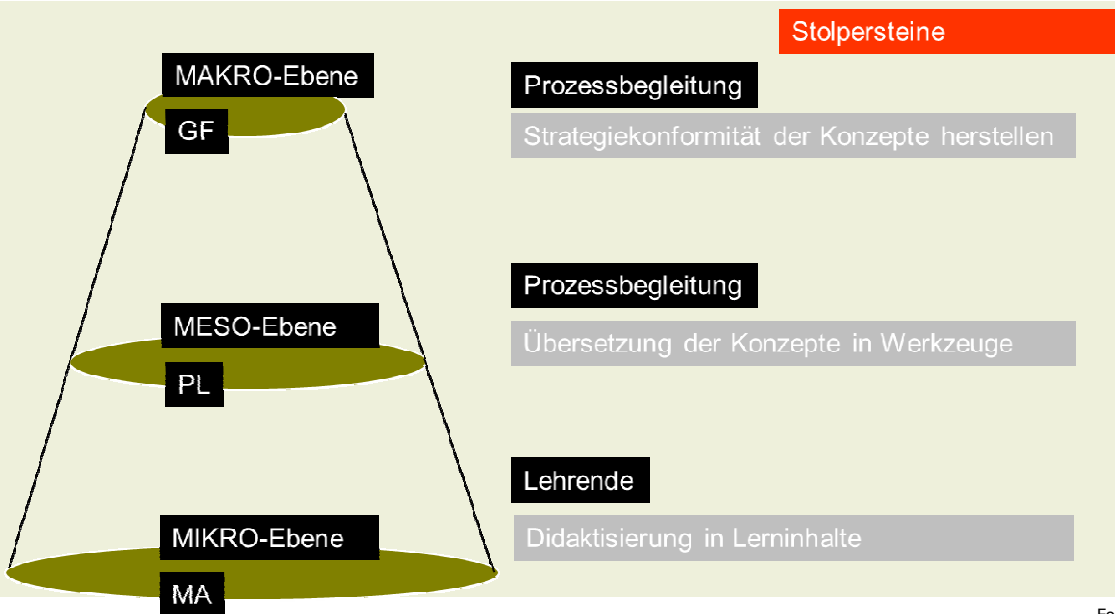 Stolpersteine
MAKRO-Ebene
GF
Prozessbegleitung
Strategiekonformität der Konzepte herstellen
MESO-Ebene
PL
Prozessbegleitung
Übersetzung der Konzepte in Werkzeuge
MIKRO-Ebene
MA
Lehrende
Didaktisierung in Lerninhalte